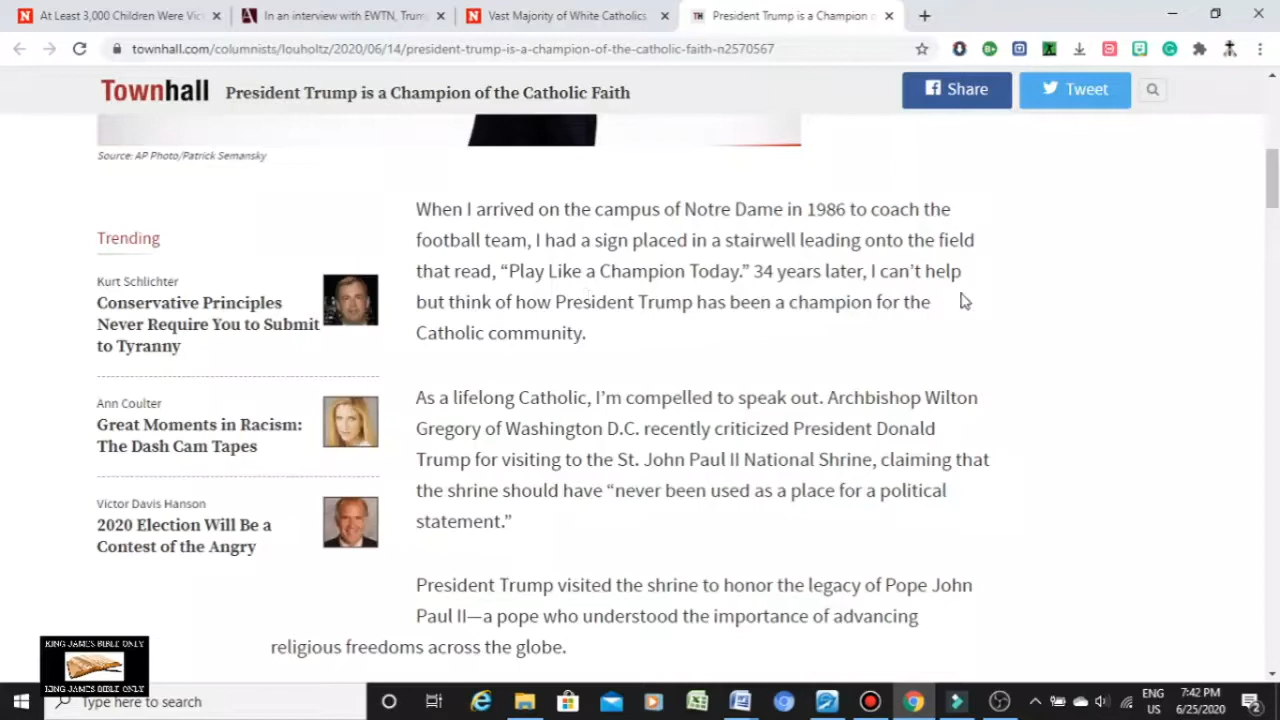 At Least 3,000 Children Were Vic
In an interview with EWTN, Trum
Vast Majority of White Catholics
President Trump is a Champion o
townhall.com/columnists/louholtz/2020/06/14/president-trump-is-a-champion-of-the-catholic-faith-n2570567
Townhall
President Trump is a Champion of the Catholic Faith
Share
Tweet
Source: AP Photo/Patrick Semansky
Trending
Kurt Schlichter
Conservative Principles
Never Require You to Submit
to Tyranny
Ann Coulter
Great Moments in Racism:
The Dash Cam Tapes
Victor Davis Hanson
2020 Election Will Be a
Contest of the Angry
When I arrived on the campus of Notre Dame in 1986 to coach the
football team, I had a sign placed in a stairwell leading onto the field
that read, “Play Like a Champion Today.” 34 years later, I can’t help
but think of how President Trump has been a champion for the
Catholic community.
As a lifelong Catholic, I’m compelled to speak out. Archbishop Wilton
Gregory of Washington D.C. recently criticized President Donald
Trump for visiting to the St. John Paul II National Shrine, claiming that
the shrine should have “never been used as a place for a political
statement.”
President Trump visited the shrine to honor the legacy of Pope John
Paul II—a pope who understood the importance of advancing
religious freedoms across the globe.
KING JAMES BIBLE ONLY
KING JAMES BIBLE ONLY
Type here to search
ENG
US
7:42 PM
6/25/2020
2